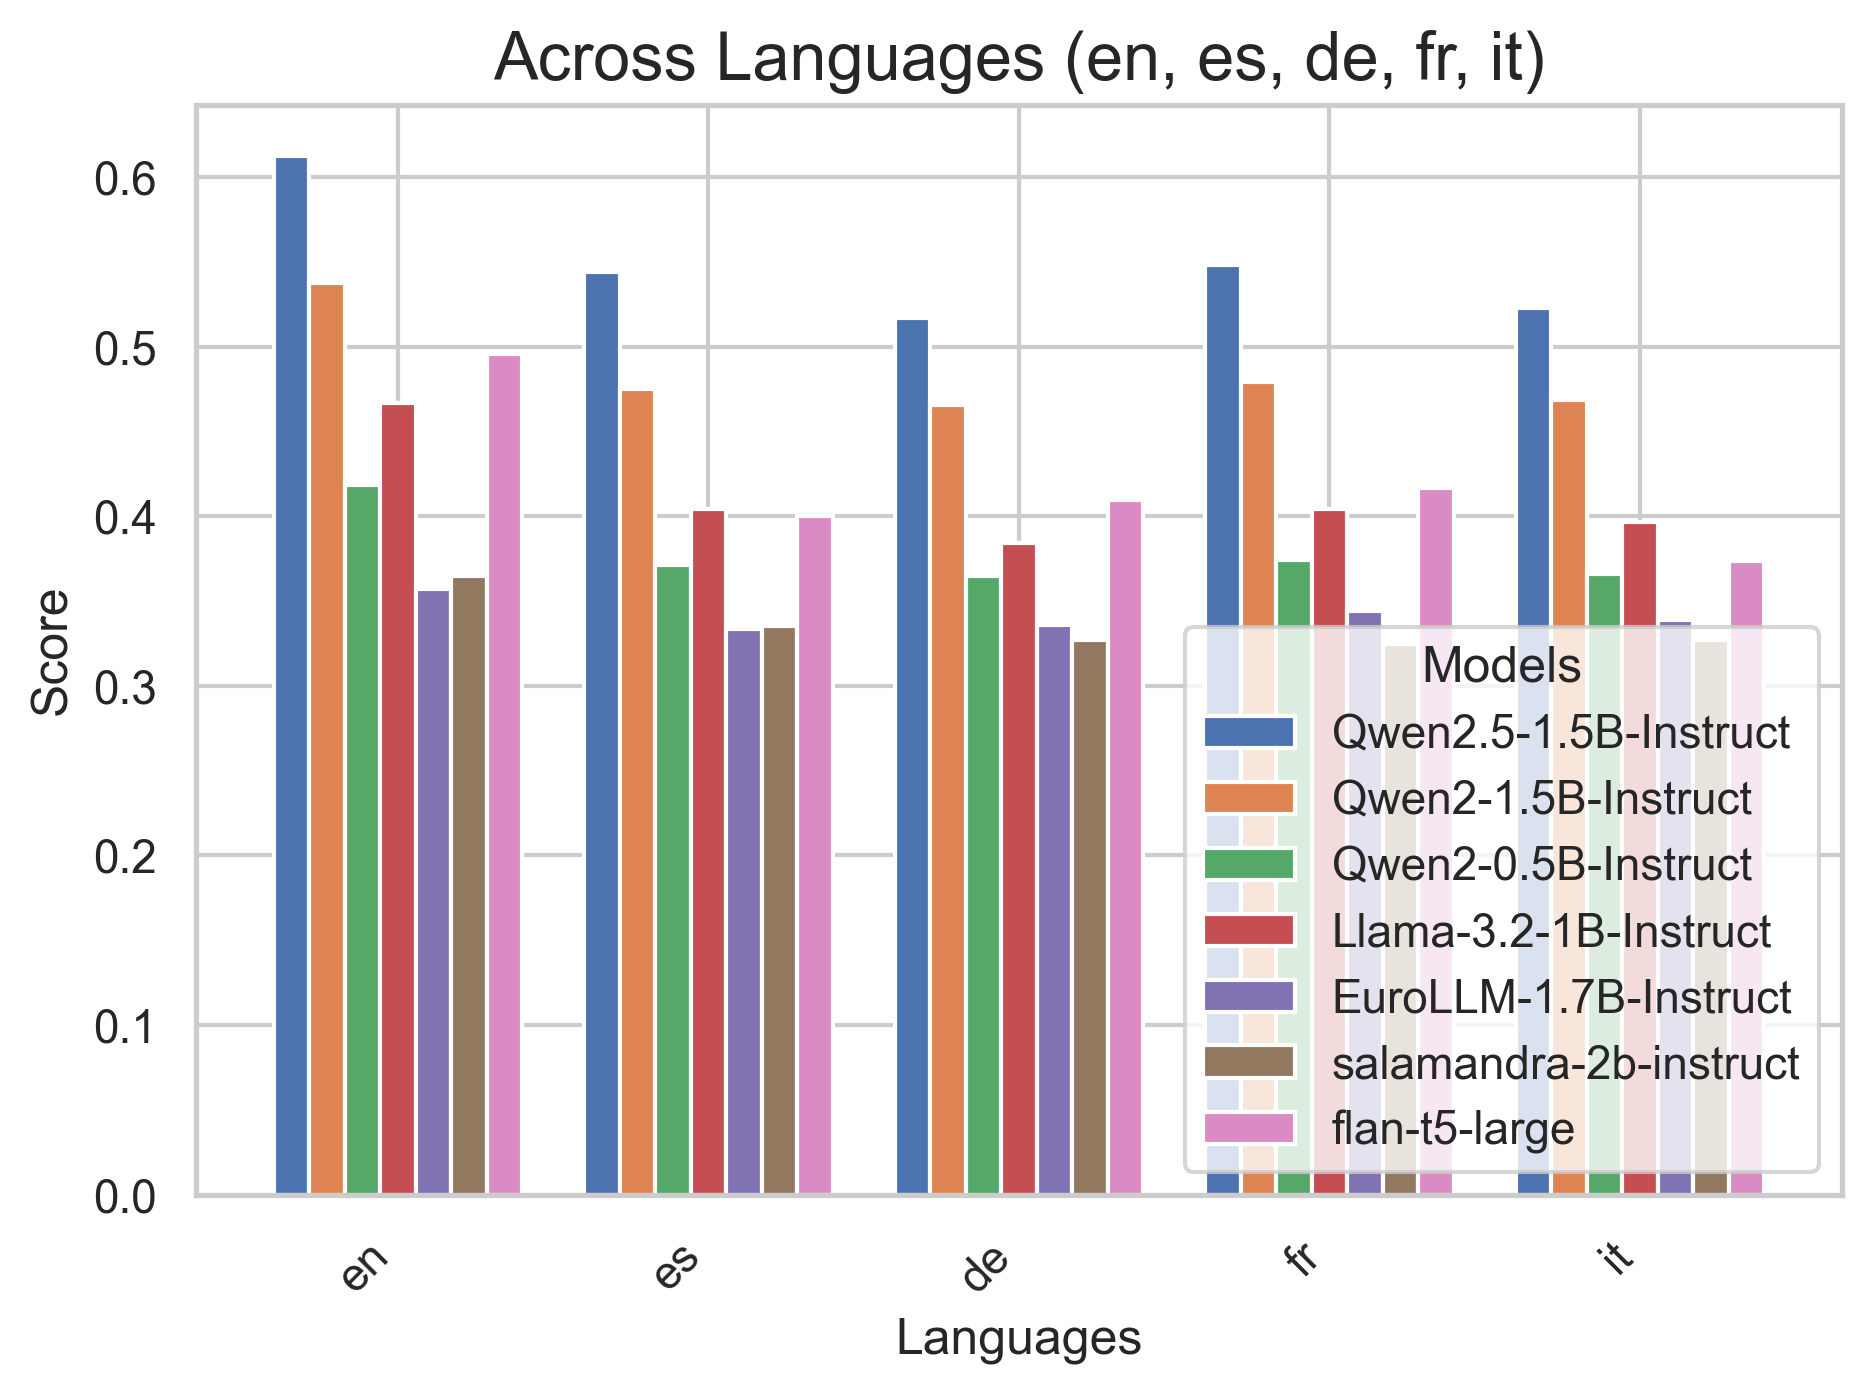 Across Languages (en, es, de, fr, it)
Score
0.6
0.5
0.4
0.3
0.2
0.1
0.0
Models
Qwen2.5-1.5B-Instruct
Qwen2-1.5B-Instruct
Qwen2-0.5B-Instruct
Llama-3.2-1B-Instruct
EuroLLM-1.7B-Instruct
salamandra-2b-instruct
flan-t5-large
en
es
de
fr
it
Languages